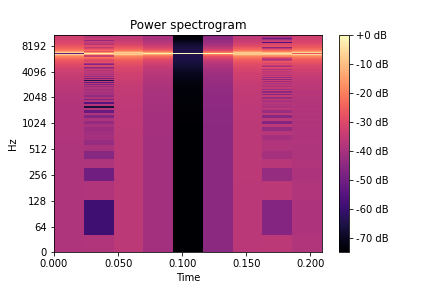 Power spectrogram
8192
4096
2048
1024
512
256
128
64
0
Hz
0.000 0.050 0.100 0.150 0.200
Time
+0 dB
-10 dB
-20 dB
-30 dB
-40 dB
-50 dB
-60 dB
-70 dB